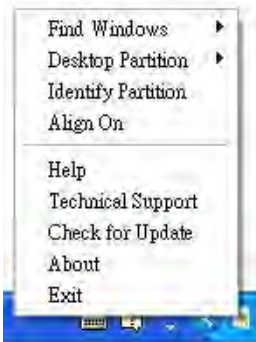 Find Windows
Desktop Partition
Identify Partition
Align On
Help
Technical Support
Check for Update
About
Exit